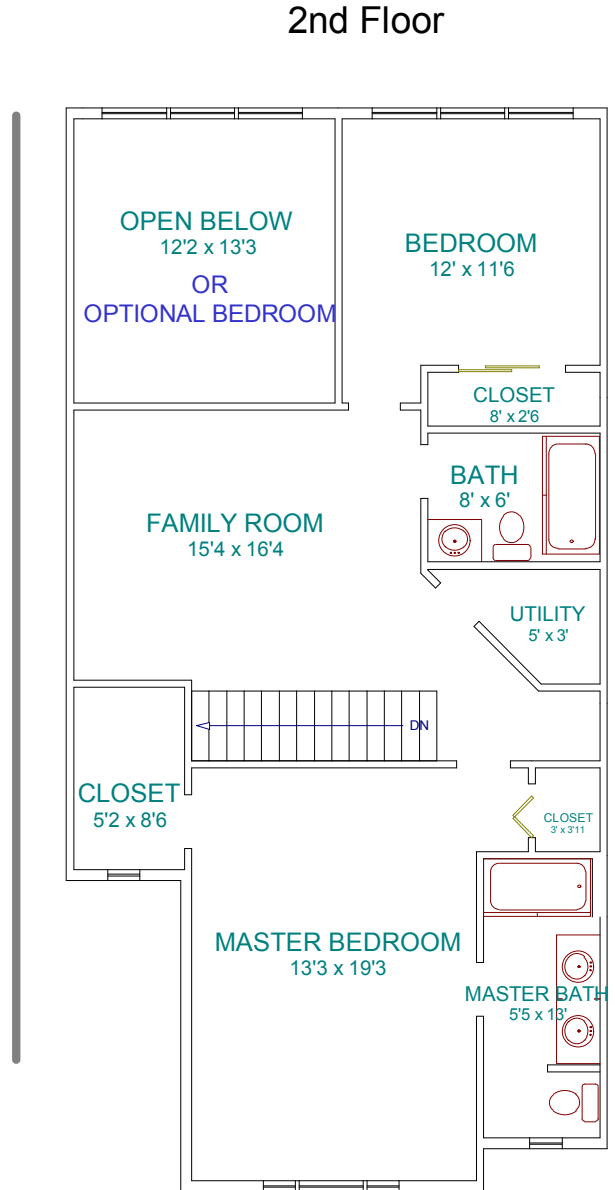 2nd Floor
OPEN BELOW
12'2 x 13'3
OR
OPTIONAL BEDROOM
BEDROOM
12' x 11'6
CLOSET
8' x 2'6
BATH
8' x 6'
FAMILY ROOM
15'4 x 16'4
UTILITY
5' x 3'
DN
CLOSET
5'2 x 8'6
CLOSET
3' x 3'11
MASTER BEDROOM
13'3 x 19'3
MASTER BATH
5'5 x 13'